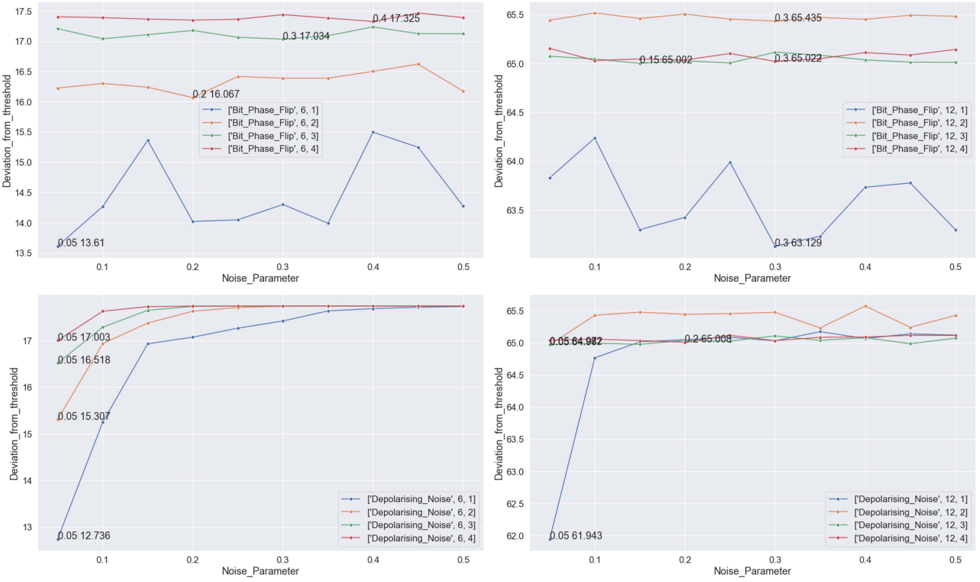 17.5
17.0
16.5
16.0
15.5
15.0
14.5
14.0
13.5
Deviation_from_threshold
0.4 17.325
0.3 17.034
0.2 16.067
0.05 13.61
['Bit_Phase_Flip', 6, 1]
['Bit_Phase_Flip', 6, 2]
['Bit_Phase_Flip', 6, 3]
['Bit_Phase_Flip', 6, 4]
0.1 0.2 0.3 0.4 0.5
Noise_Parameter
65.5
65.0
64.5
64.0
63.5
Deviation_from_threshold
0.3 65.435
0.15 65.002
0.3 65.022
0.3 63.129
['Bit_Phase_Flip', 12, 1]
['Bit_Phase_Flip', 12, 2]
['Bit_Phase_Flip', 12, 3]
['Bit_Phase_Flip', 12, 4]
0.1 0.2 0.3 0.4 0.5
Noise_Parameter
17
16
15
14
13
Deviation_from_threshold
0.05 17.003
0.05 16.518
0.05 15.307
0.05 12.736
['Depolarising_Noise', 6, 1]
['Depolarising_Noise', 6, 2]
['Depolarising_Noise', 6, 3]
['Depolarising_Noise', 6, 4]
0.1 0.2 0.3 0.4 0.5
Noise_Parameter
65.5
65.0
64.5
64.0
63.5
63.0
62.5
62.0
Deviation_from_threshold
0.2 65.008
0.05 61.943
['Depolarising_Noise', 12, 1]
['Depolarising_Noise', 12, 2]
['Depolarising_Noise', 12, 3]
['Depolarising_Noise', 12, 4]
0.1 0.2 0.3 0.4 0.5
Noise_Parameter